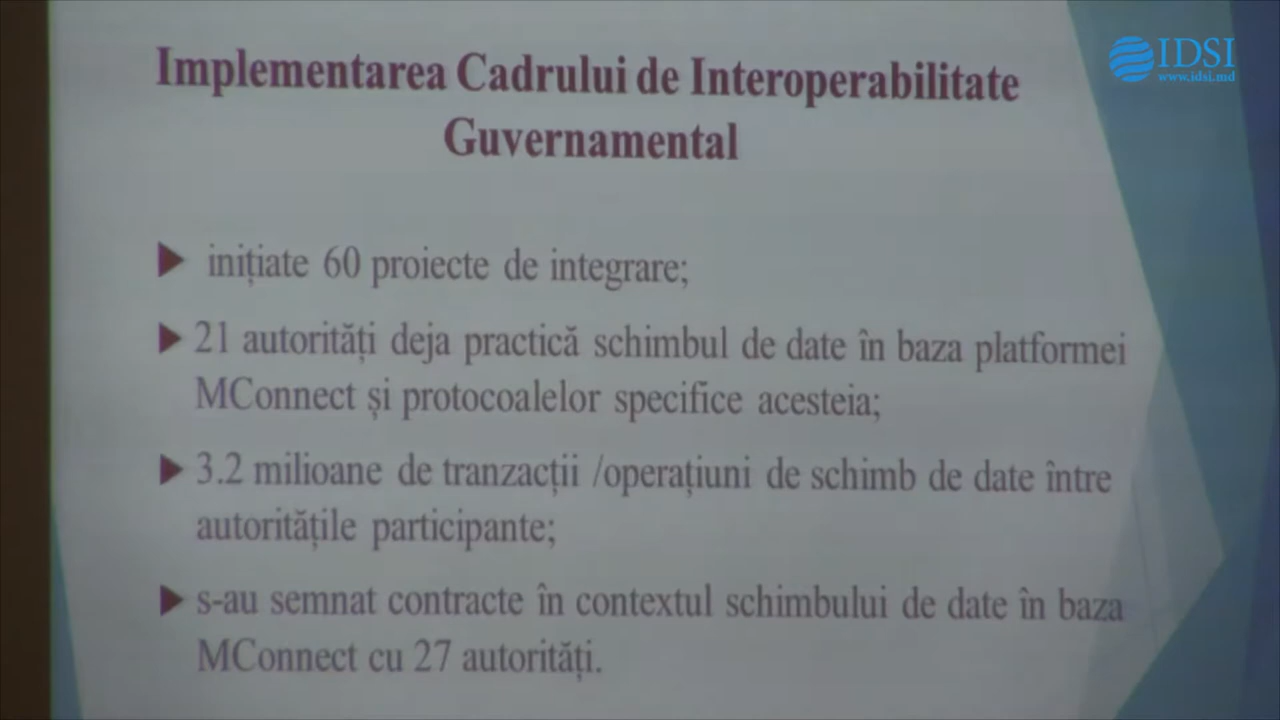 IDSI
www.idsi.md
Implementarea Cadrului de Interoperabilitate
Guvernamental
inițiate 60 proiecte de integrare;
21 autorități deja practică schimbul de date în baza platformei
MConnect și protocoalelor specifice acesteia;
3.2 milioane de tranzacții /operațiuni de schimb de date între
autoritățile participante;
s-au semnat contracte în contextul schimbului de date în baza
MConnect cu 27 autorități.